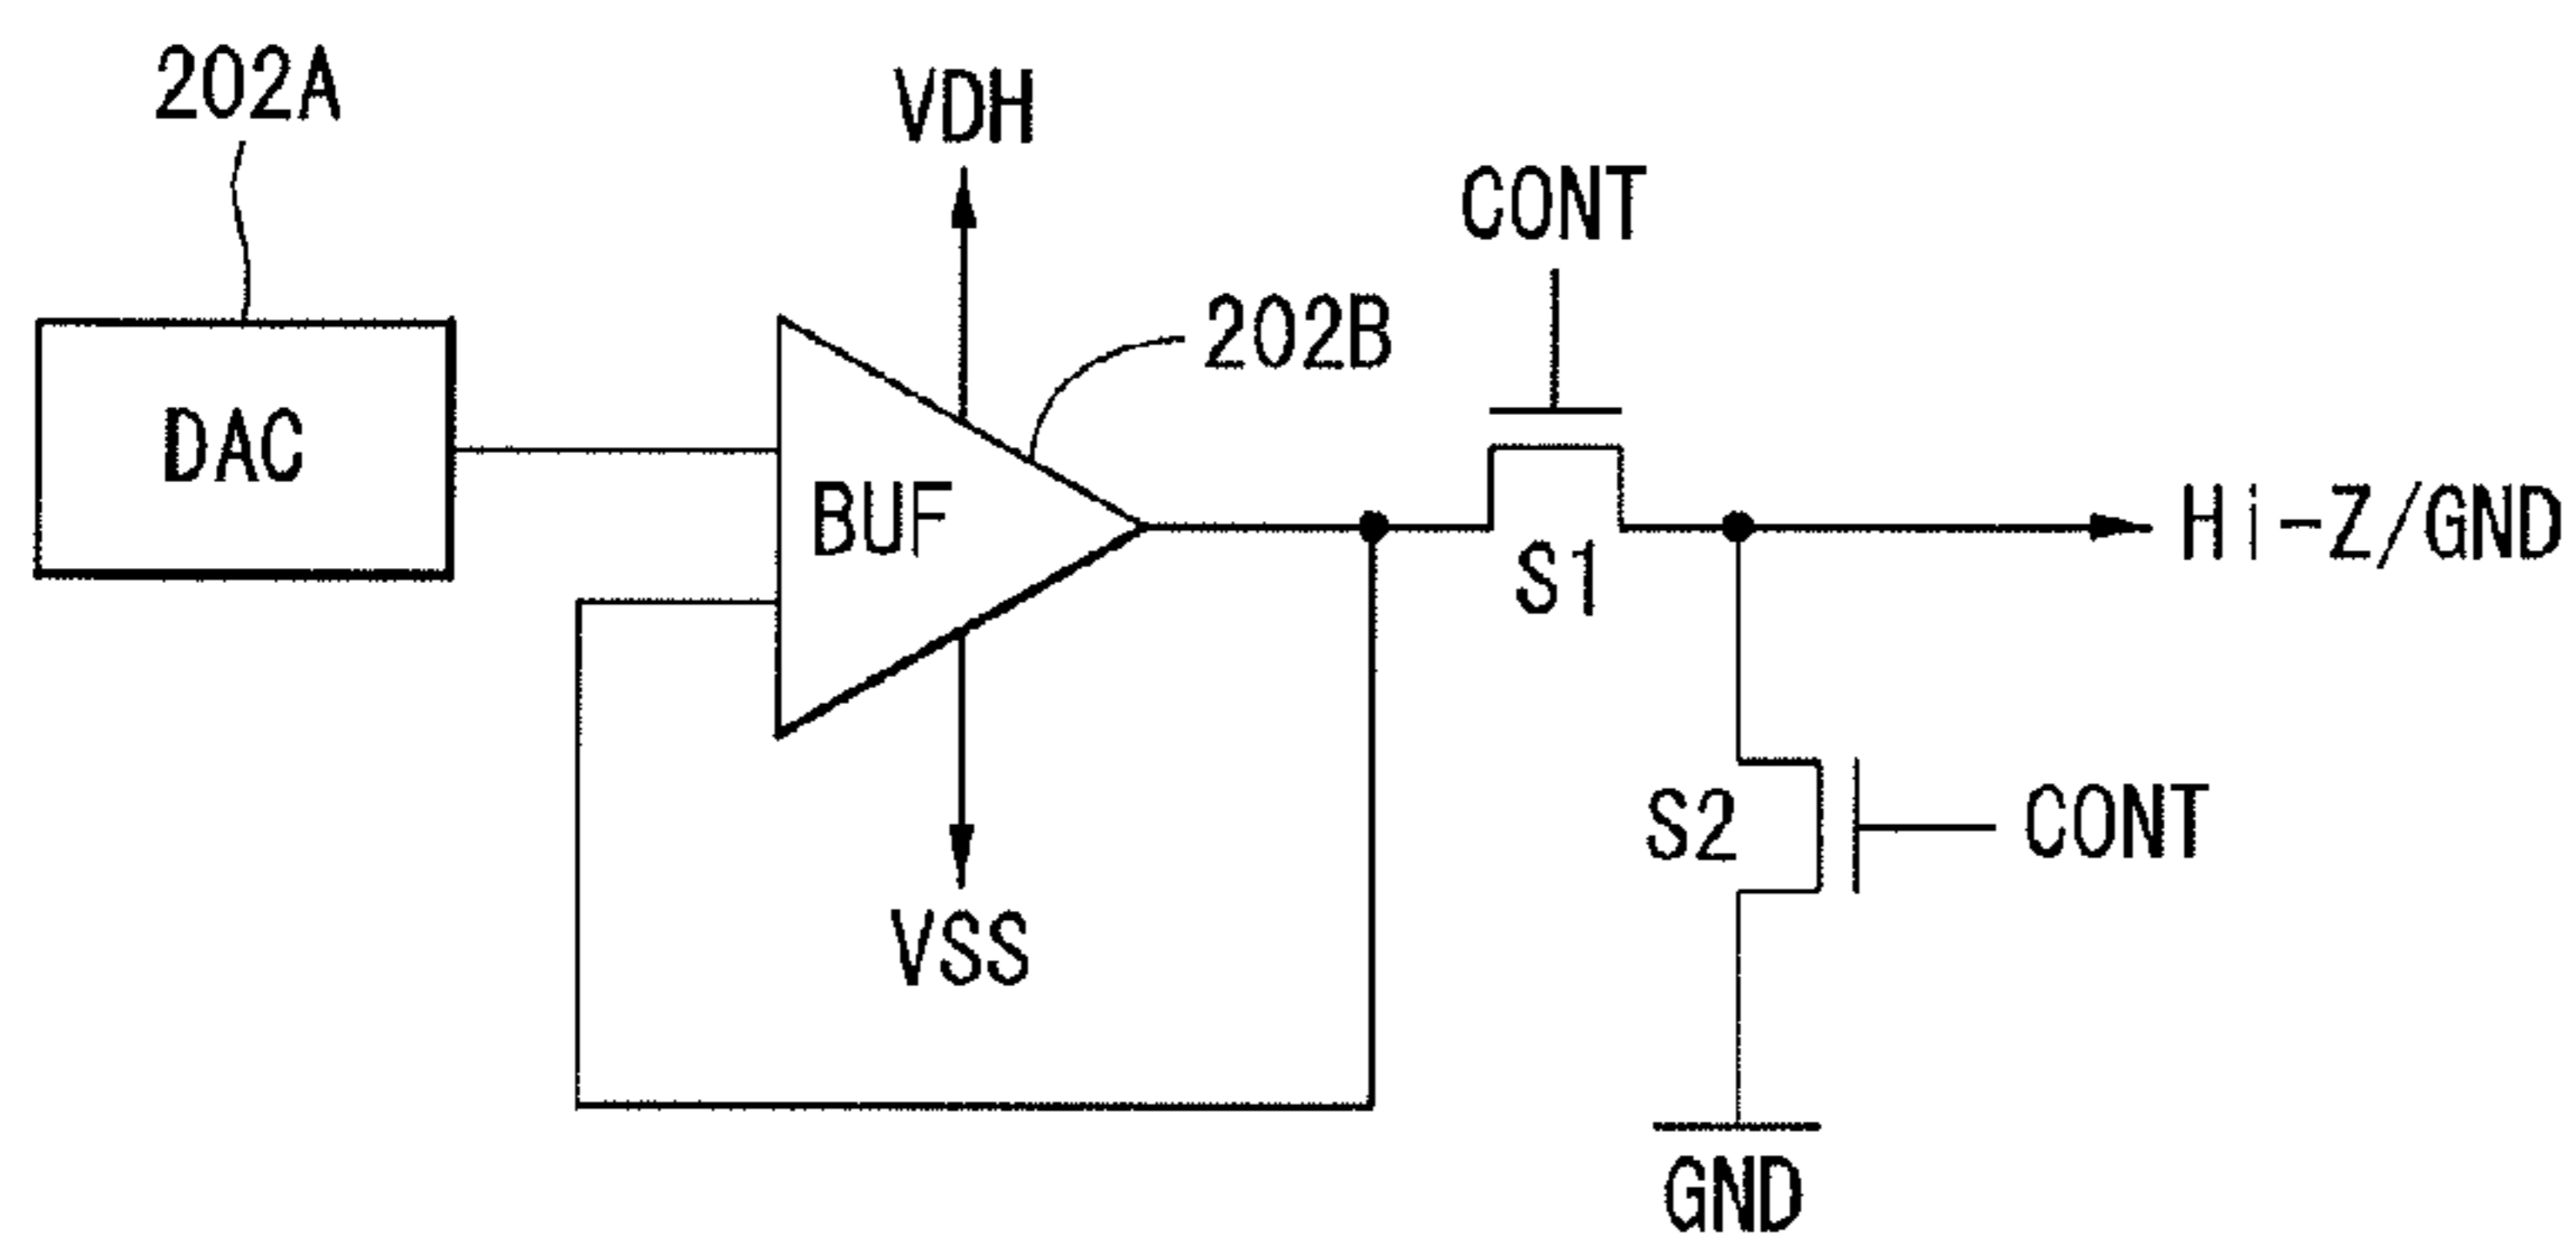 202A
VDH
CONT
202B
DAC
BUF
Hi-Z/GND
S1
S2
CONT
VSS
GND